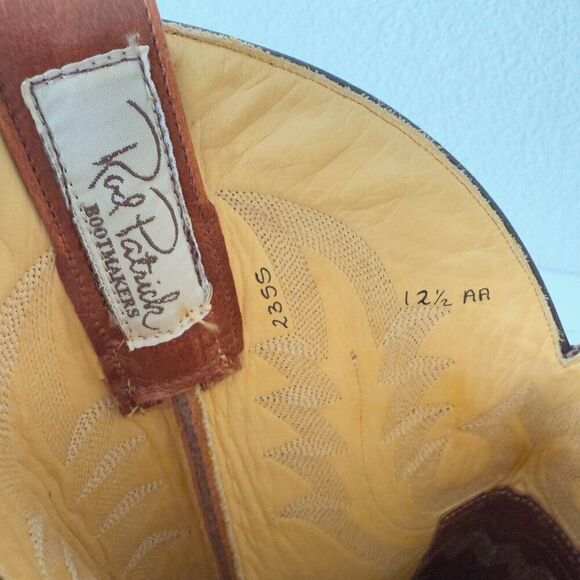 Rod Patrick
BOOTMAKERS
2355
12½ AA